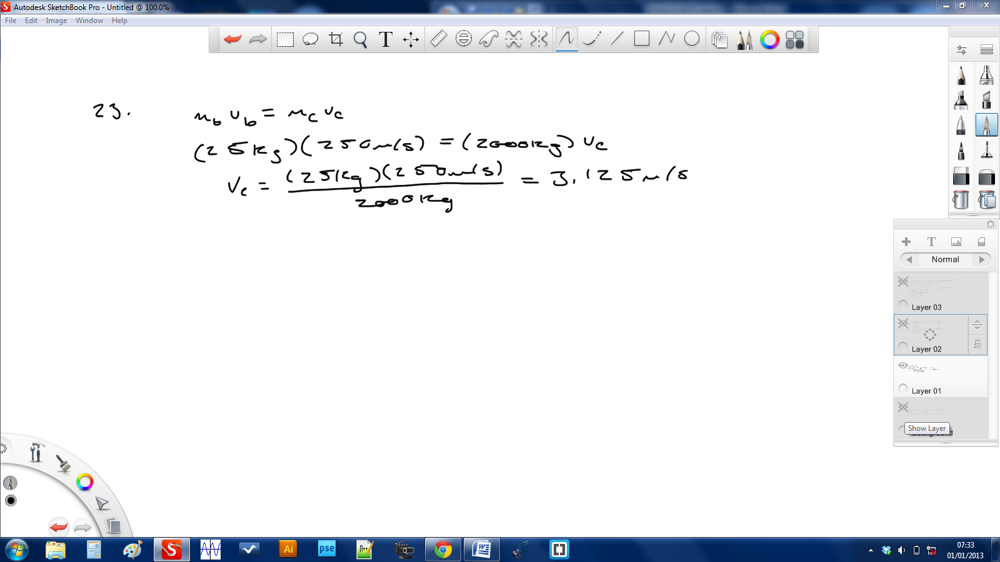 Autodesk SketchBook Pro - Untitled @ 100.0%
File Edit Image Window Help
23. m_b v_b = m_c v_c
(25kg)(250m/s) = (2000kg) v_c
v_c = (25kg)(250m/s) / 2000kg = 3.125m/s
T
Normal
Layer 03
Layer 02
Layer 01
Show Layer
Ai
pse
07:33
01/01/2013